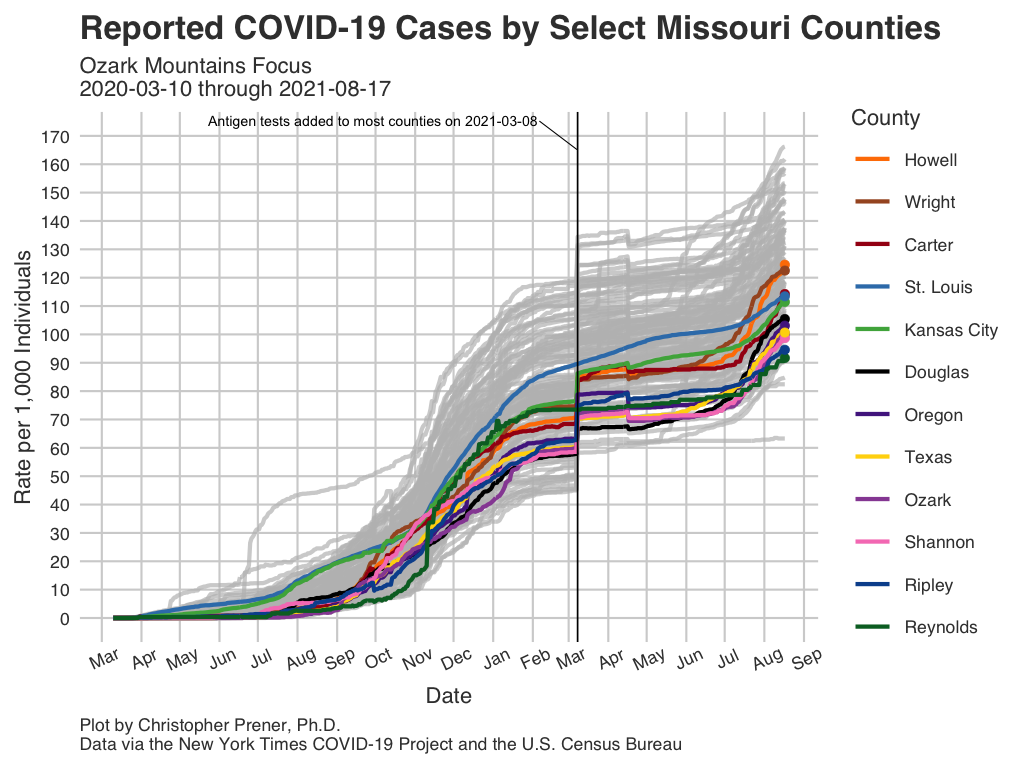 Reported COVID-19 Cases by Select Missouri Counties
Ozark Mountains Focus
2020-03-10 through 2021-08-17
Antigen tests added to most counties on 2021-03-08
Rate per 1,000 Individuals
170
160
150
140
130
120
110
100
90
80
70
60
50
40
30
20
10
0
Mar Apr May Jun Jul Aug Sep Oct Nov Dec Jan Feb Mar Apr May Jun Jul Aug Sep
Date
County
Howell
Wright
Carter
St. Louis
Kansas City
Douglas
Oregon
Texas
Ozark
Shannon
Ripley
Reynolds
Plot by Christopher Prener, Ph.D.
Data via the New York Times COVID-19 Project and the U.S. Census Bureau